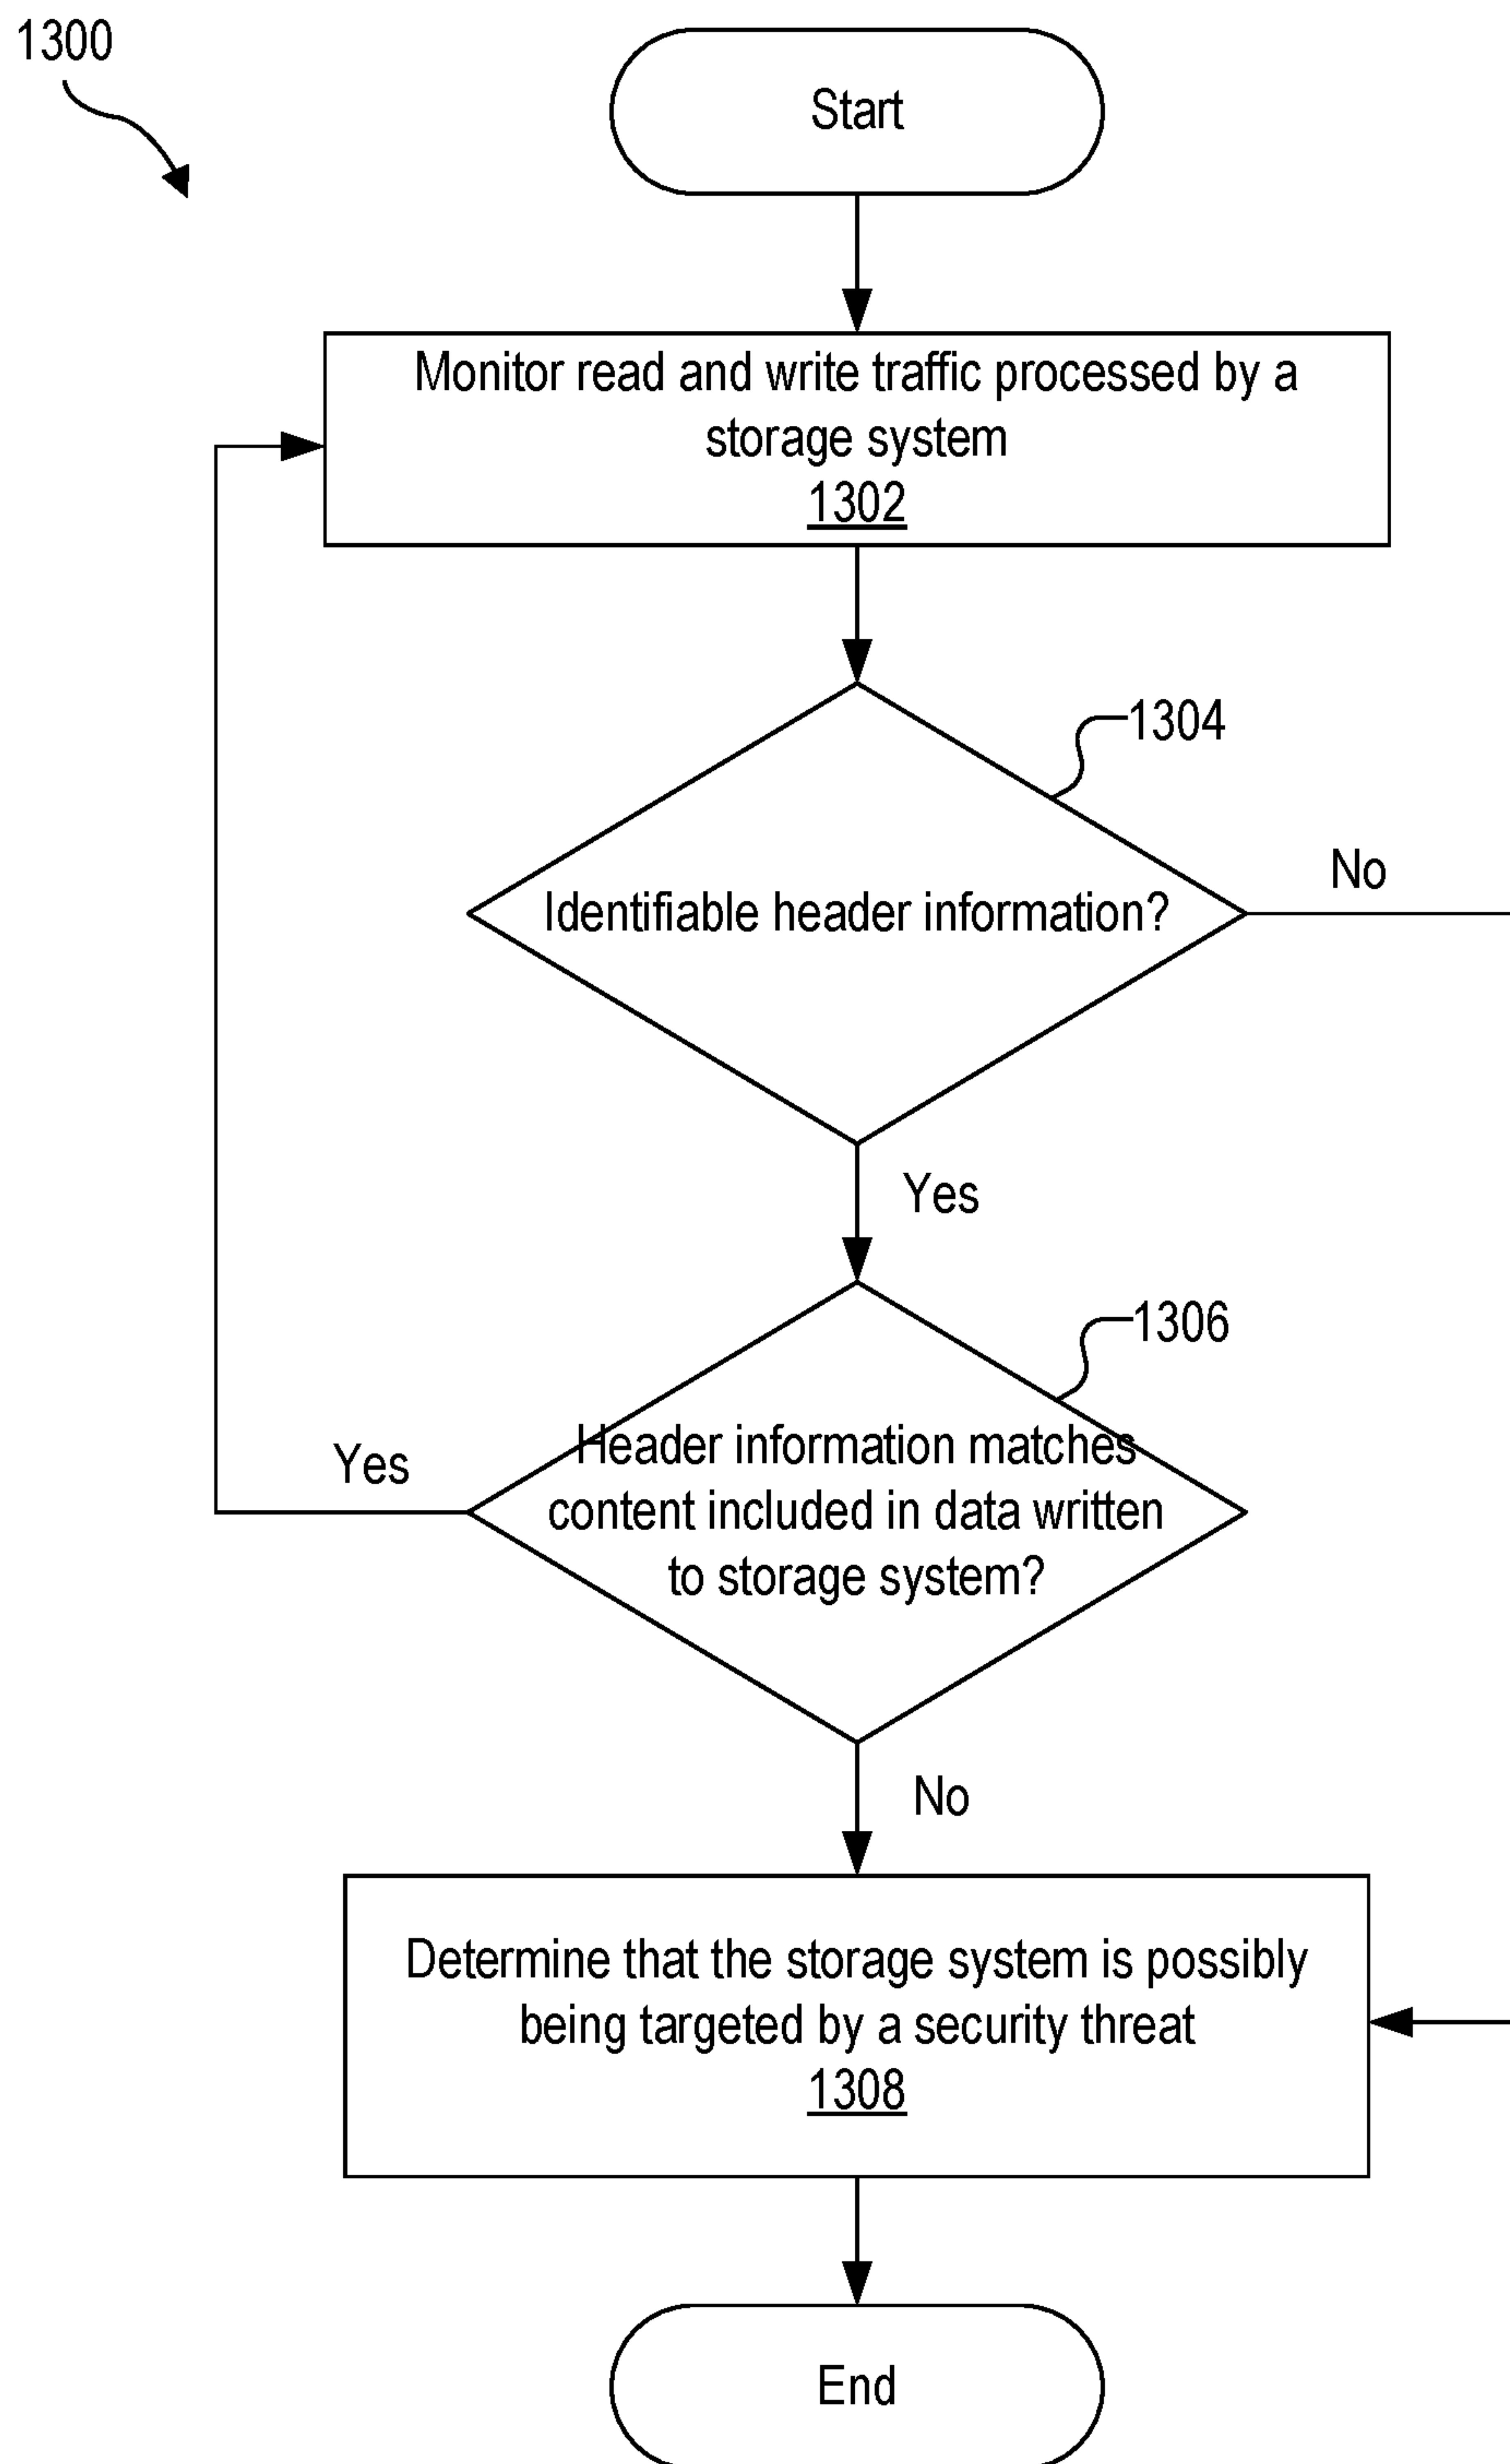 1300
Start
Monitor read and write traffic processed by a
storage system
1302
1304
Identifiable header information?
No
Yes
1306
Header information matches
content included in data written
to storage system?
Yes
No
Determine that the storage system is possibly
being targeted by a security threat
1308
End